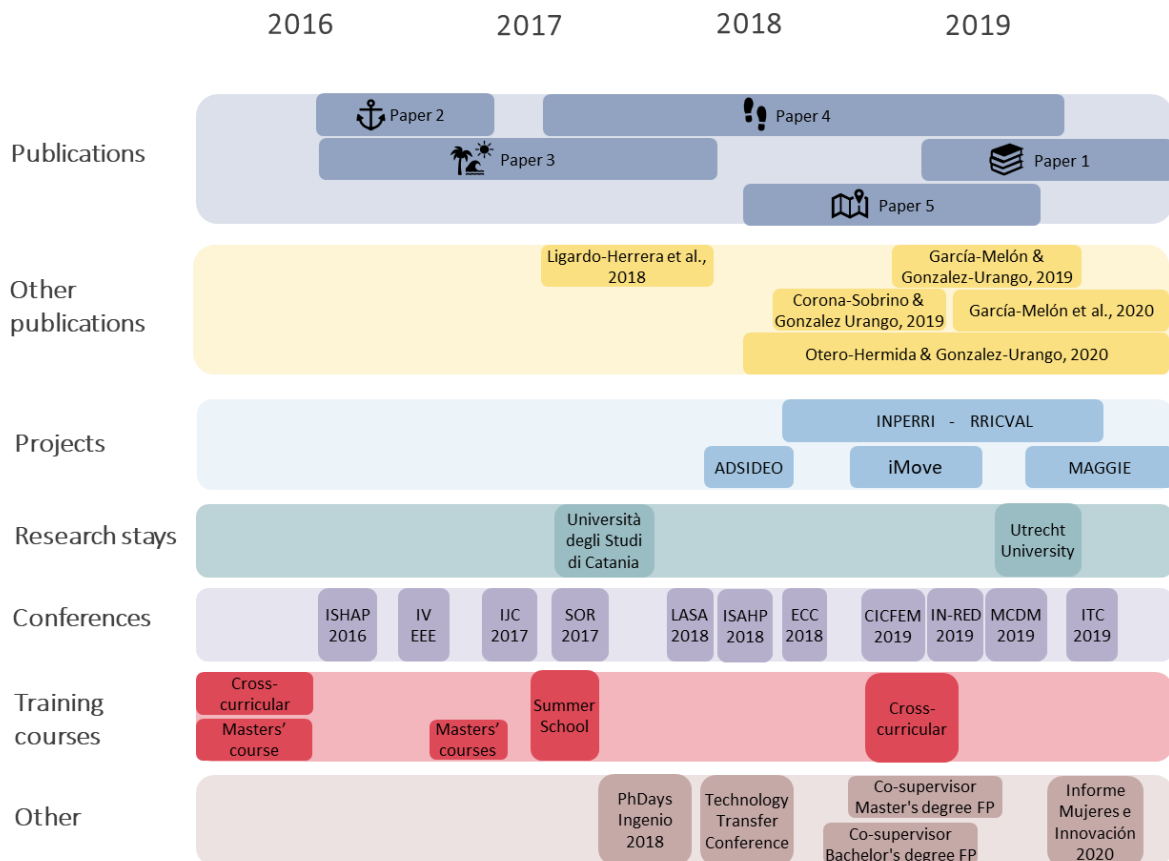 2016 2017 2018 2019
Publications
Paper 2
Paper 4
Paper 3
Paper 1
Paper 5
Other
publications
Ligardo-Herrera et al.,
2018
García-Melón &
Gonzalez-Urango, 2019
Corona-Sobrino &
Gonzalez Urango, 2019
García-Melón et al., 2020
Otero-Hermida & Gonzalez-Urango, 2020
Projects
INPERRI - RRICVAL
ADSIDEO
iMove
MAGGIE
Research stays
Università
degli Studi
di Catania
Utrecht
University
Conferences
ISHAP
2016
IV
EEE
IJC
2017
SOR
2017
LASA
2018
ISAHP
2018
ECC
2018
CICFEM
2019
IN-RED
2019
MCDM
2019
ITC
2019
Training
courses
Cross-
curricular
Masters’
course
Masters’
courses
Summer
School
Cross-
curricular
Other
PhDays
Ingenio
2018
Technology
Transfer
Conference
Co-supervisor
Master's degree FP
Co-supervisor
Bachelor's degree FP
Informe
Mujeres e
Innovación
2020